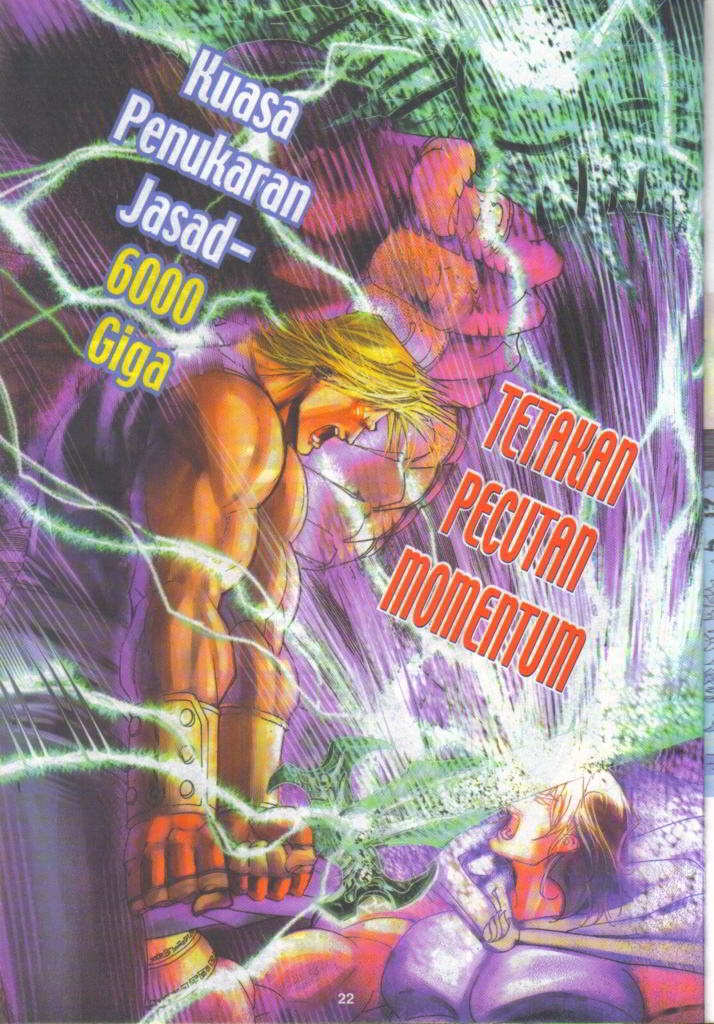 Kuasa
Penukaran
Jasad–
6000
Giga
TETAKAN
PECUTAN
MOMENTUM
22